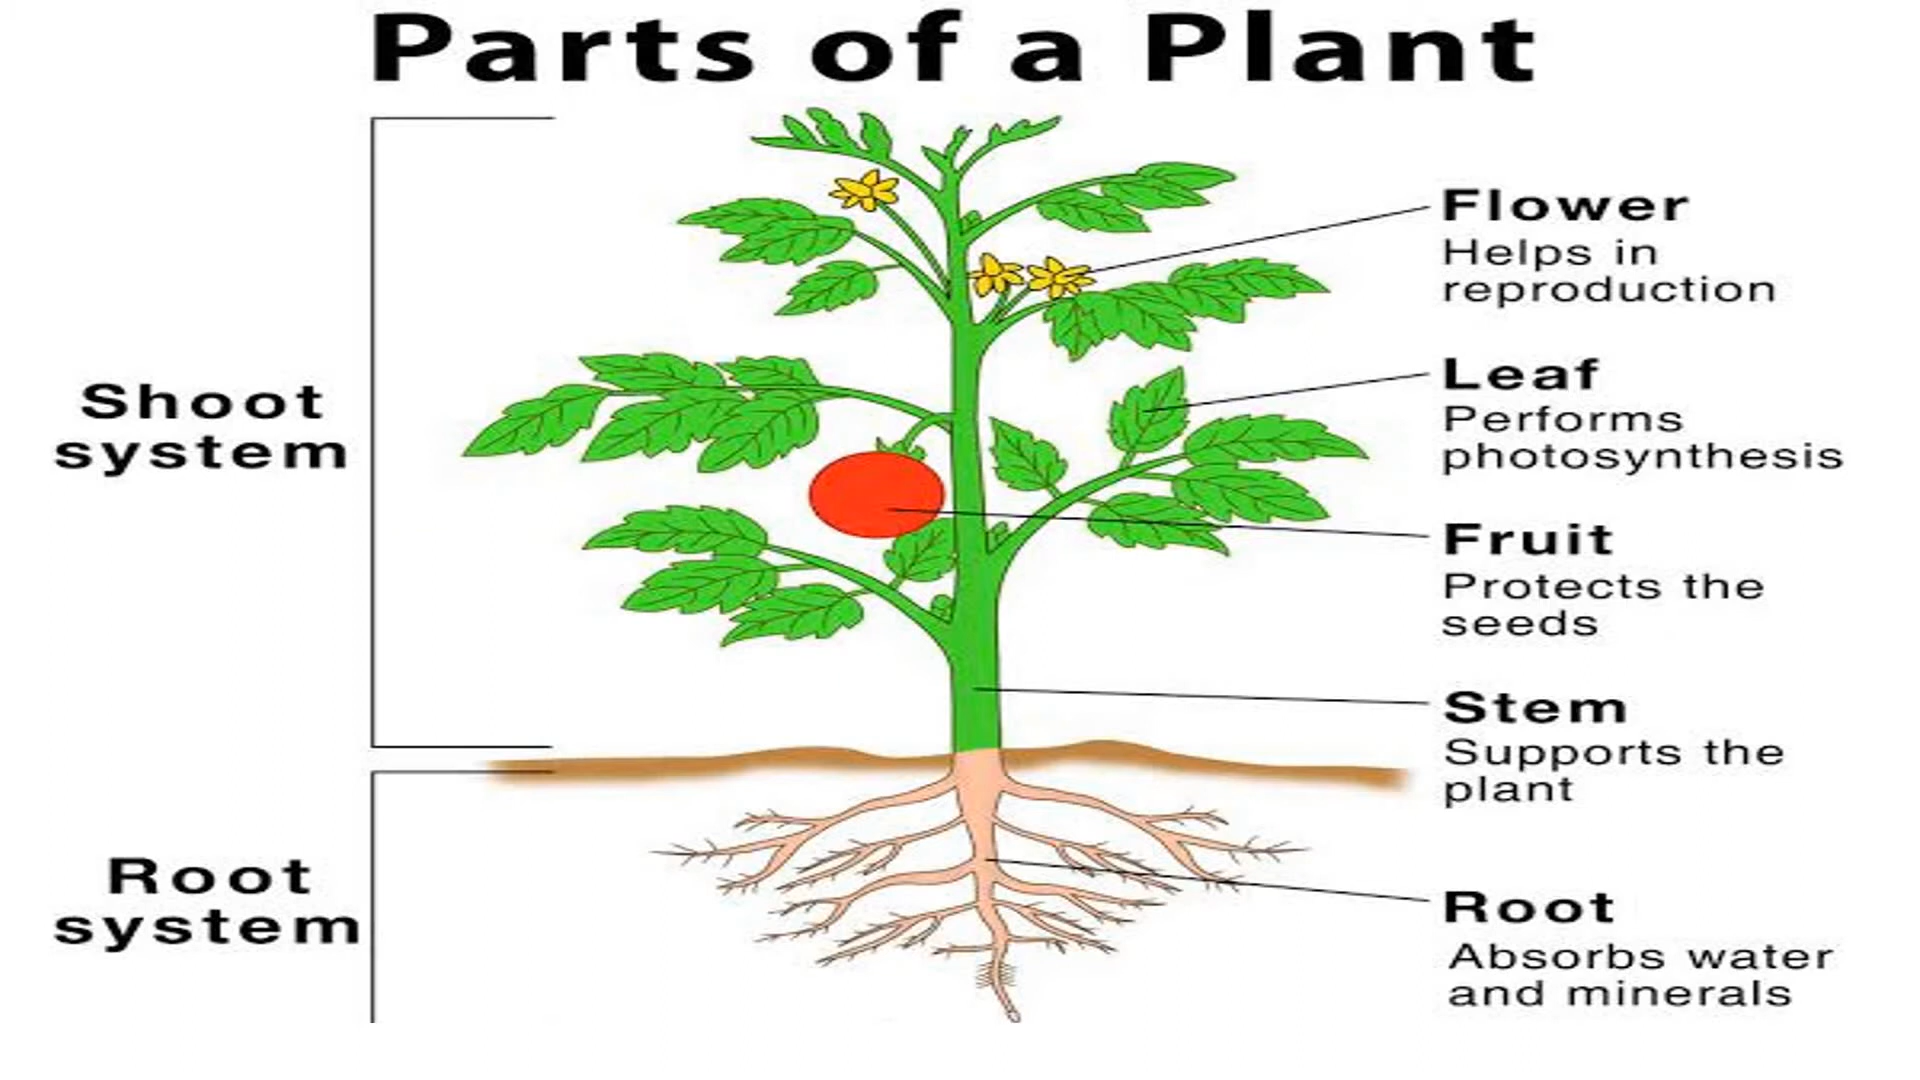 Parts of a Plant
Shoot
system
Root
system
Flower
Helps in
reproduction
Leaf
Performs
photosynthesis
Fruit
Protects the
seeds
Stem
Supports the
plant
Root
Absorbs water
and minerals